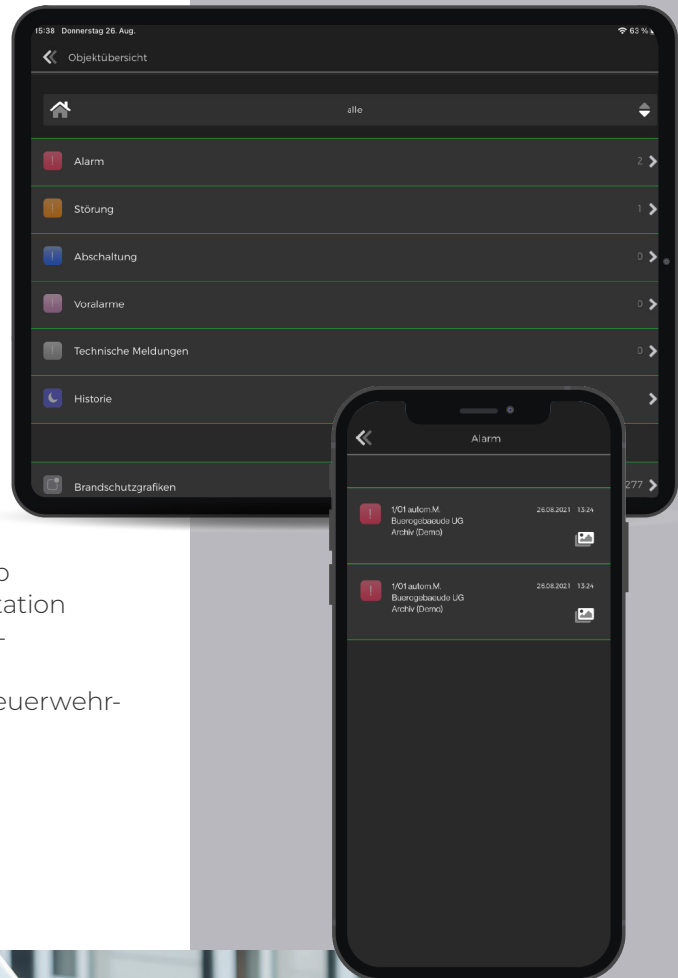 15:38 Donnerstag 26. Aug.
63 %
Objektübersicht
alle
Alarm
2
Störung
1
Abschaltung
0
Voralarme
0
Technische Meldungen
0
Historie
Brandschutzgrafiken
277
Alarm
1/01 autom.M.
26.08.2021 13:24
Buerogebaeude UG
Archiv (Demo)
1/01 autom.M.
26.08.2021 13:24
Buerogebaeude UG
Archiv (Demo)
tation
euerwehr-